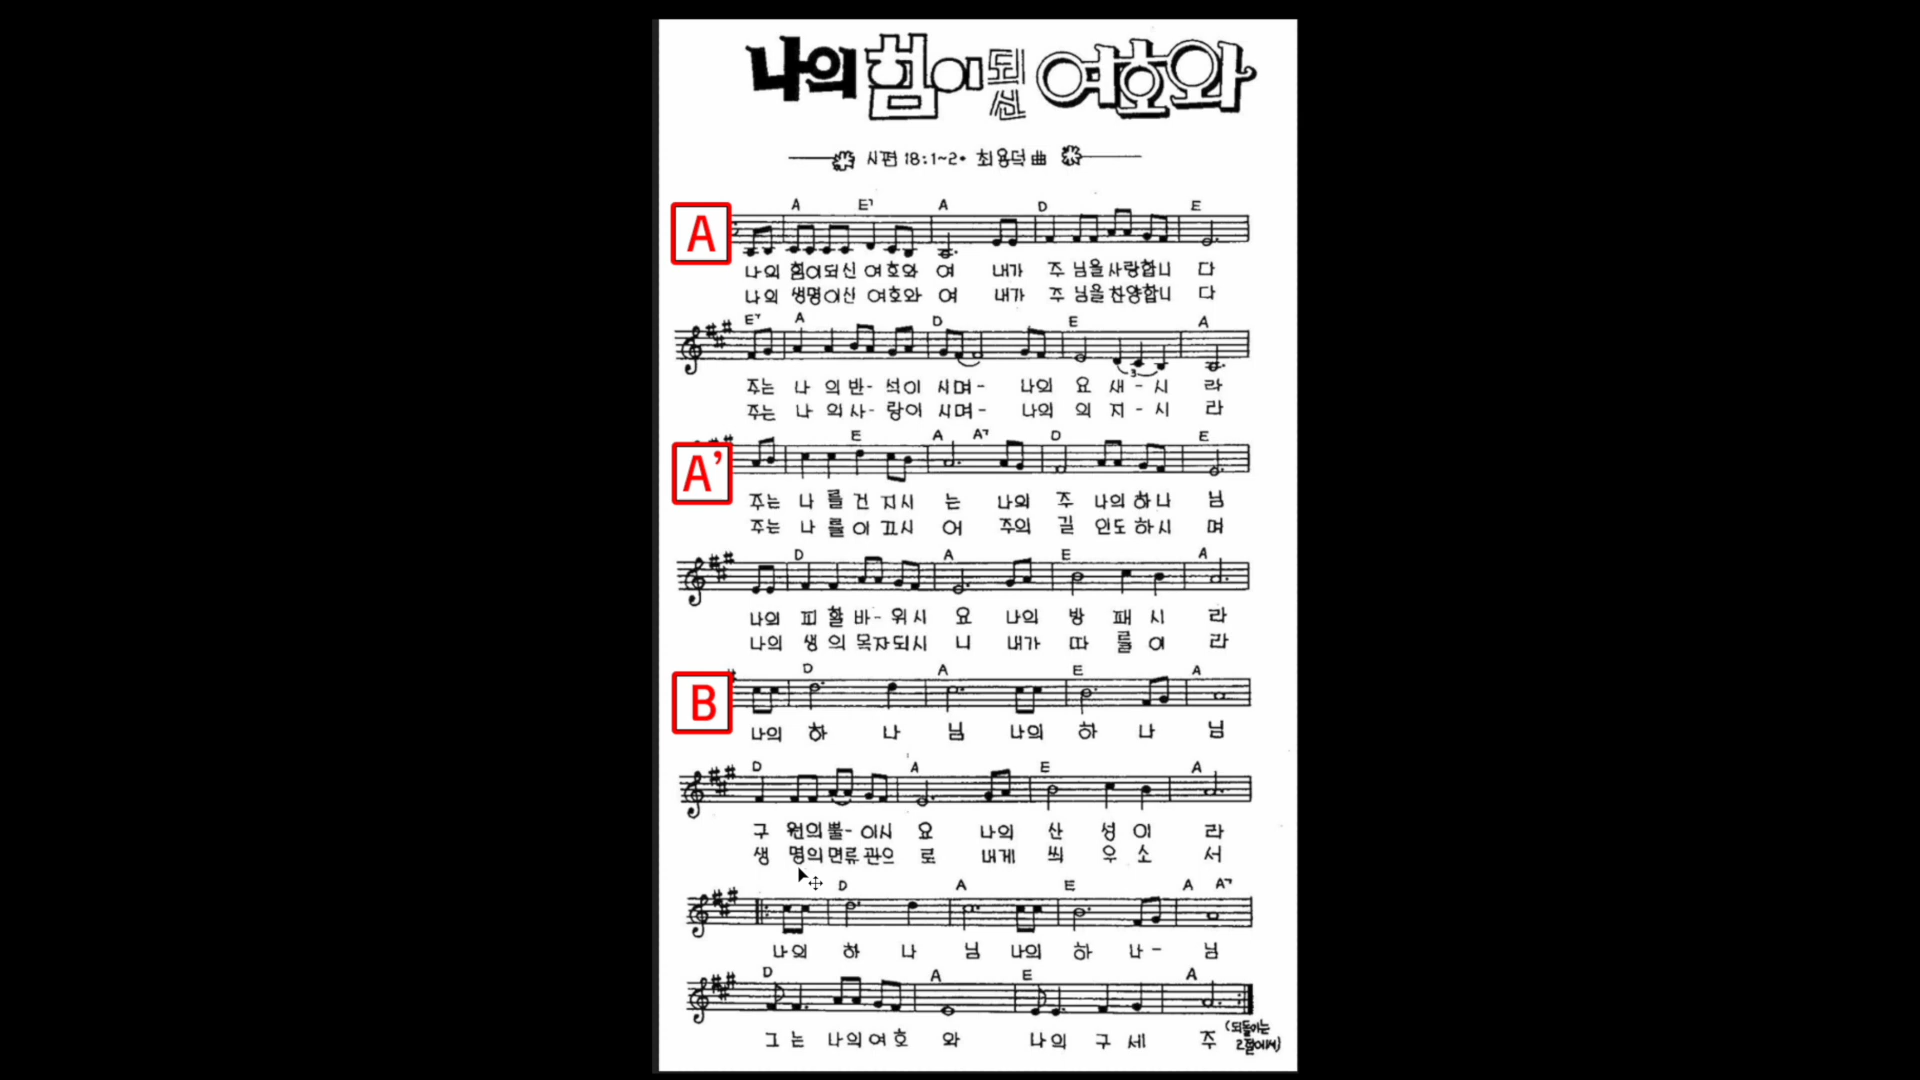 나의 힘이 되신 여호와
시편 18:1~2• 최용덕 曲
A E7 A D E
A
나의 힘이되신 여호와 여 내가 주 님을 사랑합니 다
나의 생명이신 여호와 여 내가 주 님을 찬양합니 다
E7 A D E A
3
주는 나 의 반- 석이 시며- 나의 요 새 - 시 라
주는 나 의 사- 랑이 시며- 나의 의 지 - 시 라
E A A7 D E
A’
주는 나 를 건 지시 는 나의 주 나의 하나 님
주는 나 를 이 끄시 어 주의 길 인도 하시 며
D A E A
나의 피 할 바- 위시 요 나의 방 패 시 라
나의 생 의 목자되시 니 내가 따 를 이 라
D A E A
B
나의 하 나 님 나의 하 나 님
D A E A
구 원의 뿔- 이시 요 나의 산 성 이 라
생 명의 면류 관으 로 내게 씌 우 소 서
D A E A A7
나의 하 나 님 나의 하 나- 님
D A E A
그 는 나의 여 호 와 나의 구 세 주
(되돌이는
2절에서)